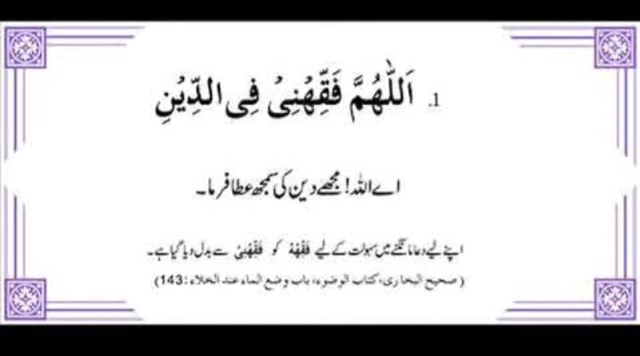 1. اَللّٰهُمَّ فَقِّهْنِیْ فِی الدِّیْنِ
اے اللہ! مجھے دین کی سمجھ عطا فرما۔
اپنے لیے دعا مانگنے میں سہولت کے لیے فَقِّهْهُ کو فَقِّهْنِیْ سے بدل دیا گیا ہے۔
( صحیح البخاری، کتاب الوضوء، باب وضع الماء عند الخلاء :143)